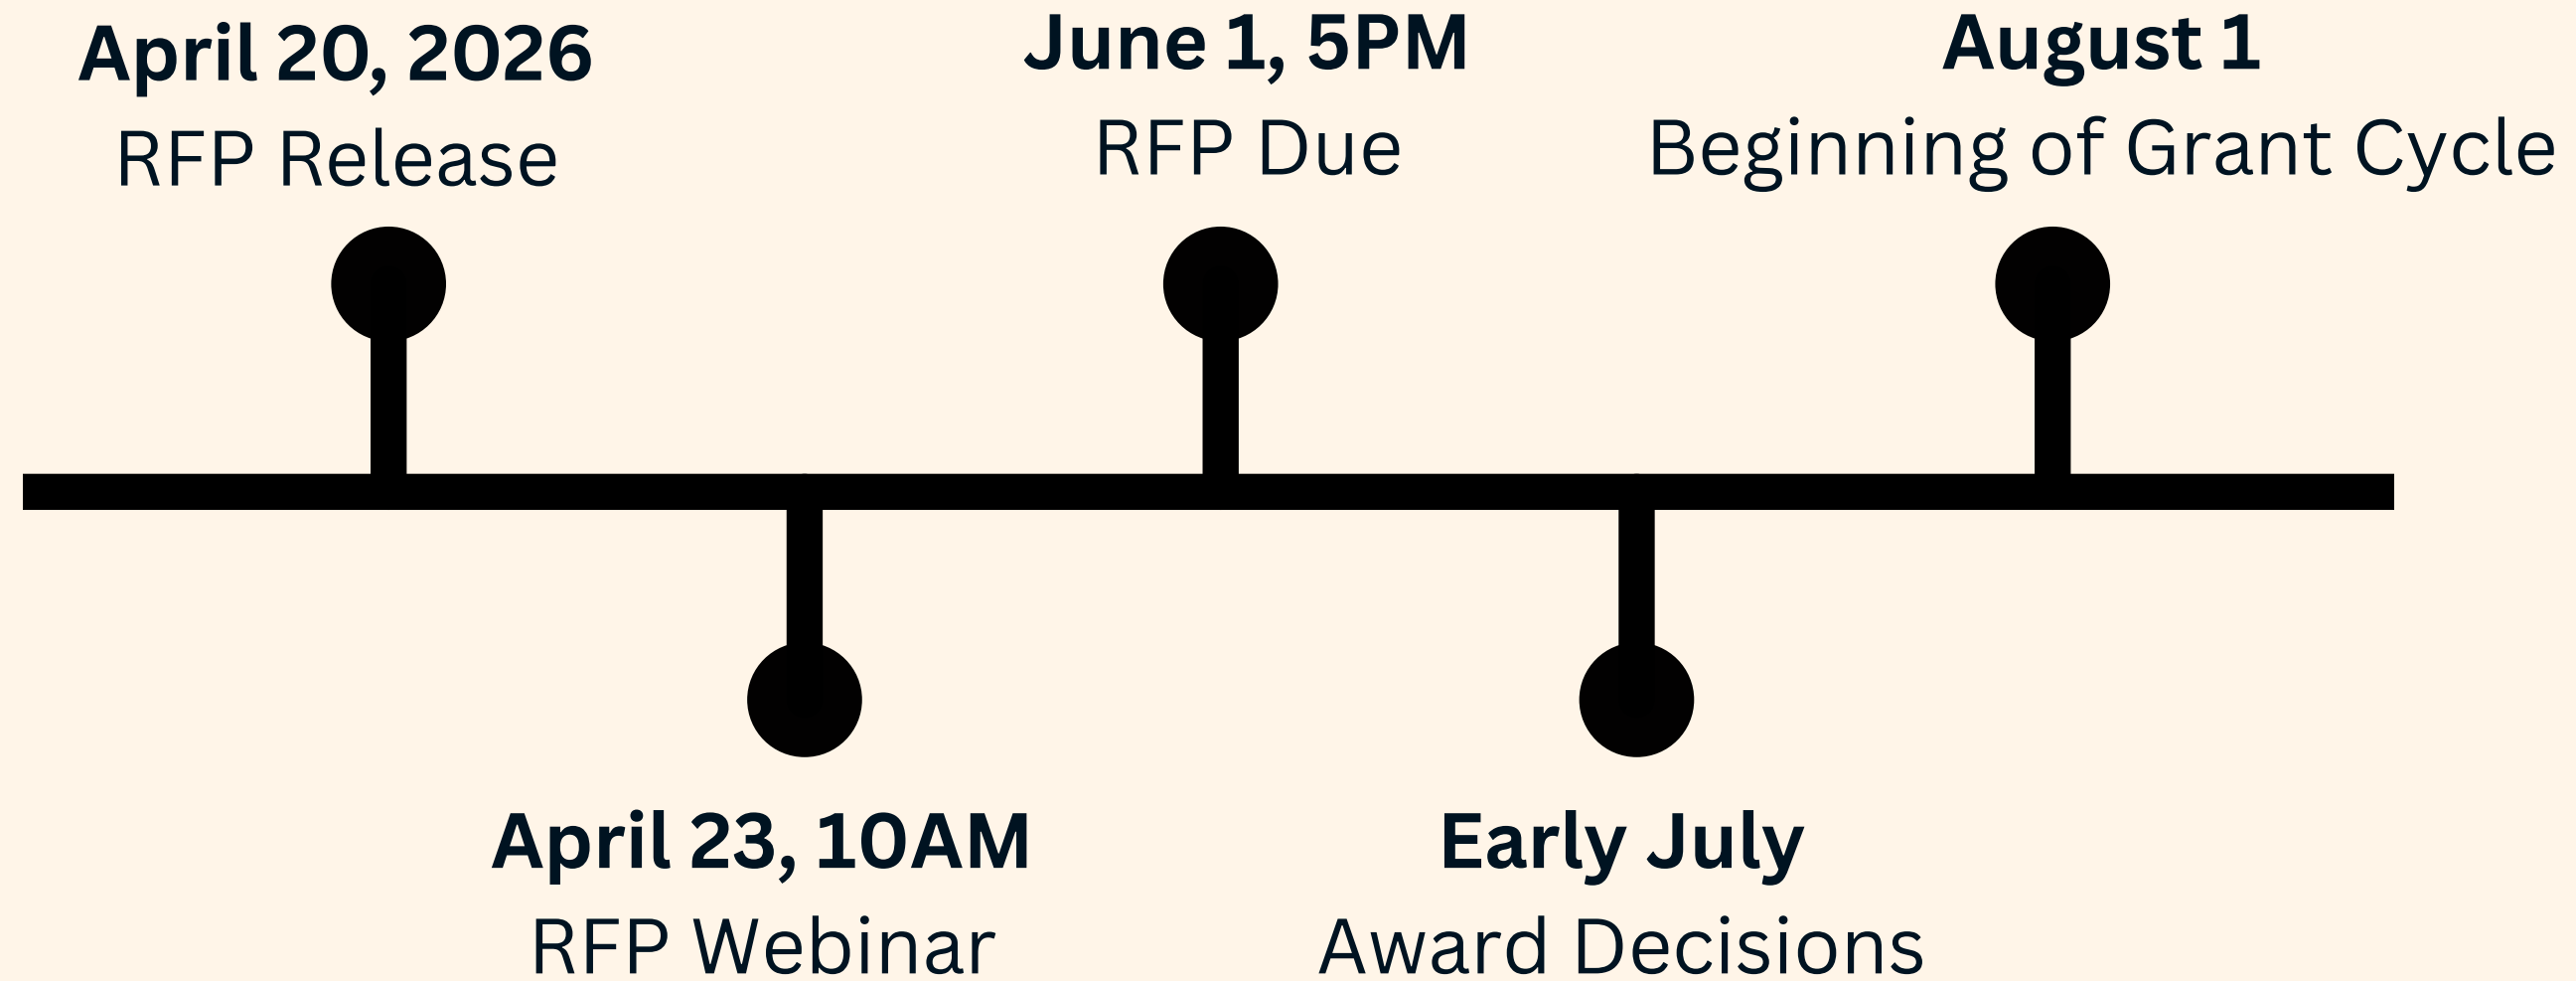 April 20, 2026
RFP Release
April 23, 10AM
RFP Webinar
June 1, 5PM
RFP Due
Early July
Award Decisions
August 1
Beginning of Grant Cycle